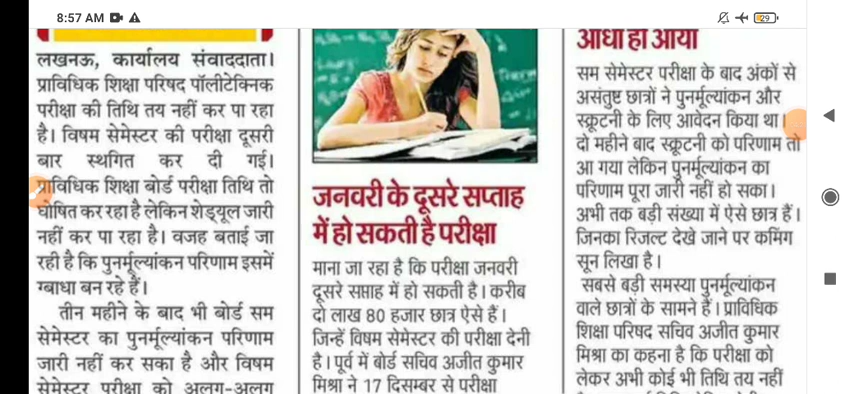 8:57 AM
29
लखनऊ, कार्यालय संवाददाता।
प्राविधिक शिक्षा परिषद पॉलीटेक्निक
परीक्षा की तिथि तय नहीं कर पा रहा
है। विषम सेमेस्टर की परीक्षा दूसरी
बार स्थगित कर दी गई।
प्राविधिक शिक्षा बोर्ड परीक्षा तिथि तो
घोषित कर रहा है लेकिन शेड्यूल जारी
नहीं कर पा रहा है। वजह बताई जा
रही है कि पुनर्मूल्यांकन परिणाम इसमें
ग्बाधा बन रहे हैं।
तीन महीने के बाद भी बोर्ड सम
सेमेस्टर का पुनर्मूल्यांकन परिणाम
जारी नहीं कर सका है और विषम
सेमेस्टर परीक्षा को अलग-अलग
जनवरी के दूसरे सप्ताह
में हो सकती है परीक्षा
माना जा रहा है कि परीक्षा जनवरी
दूसरे सप्ताह में हो सकती है। करीब
दो लाख 80 हजार छात्र ऐसे हैं।
जिन्हें विषम सेमेस्टर की परीक्षा देनी
है। पूर्व में बोर्ड सचिव अजीत कुमार
मिश्रा ने 17 दिसम्बर से परीक्षा
आधा ही आया
सम सेमेस्टर परीक्षा के बाद अंकों से
असंतुष्ट छात्रों ने पुनर्मूल्यांकन और
स्क्रूटनी के लिए आवेदन किया था।
दो महीने बाद स्क्रूटनी को परिणाम तो
आ गया लेकिन पुनर्मूल्यांकन का
परिणाम पूरा जारी नहीं हो सका।
अभी तक बड़ी संख्या में ऐसे छात्र हैं।
जिनका रिजल्ट देखे जाने पर कमिंग
सून लिखा है।
सबसे बड़ी समस्या पुनर्मूल्यांकन
वाले छात्रों के सामने हैं। प्राविधिक
शिक्षा परिषद सचिव अजीत कुमार
मिश्रा का कहना है कि परीक्षा को
लेकर अभी कोई भी तिथि तय नहीं